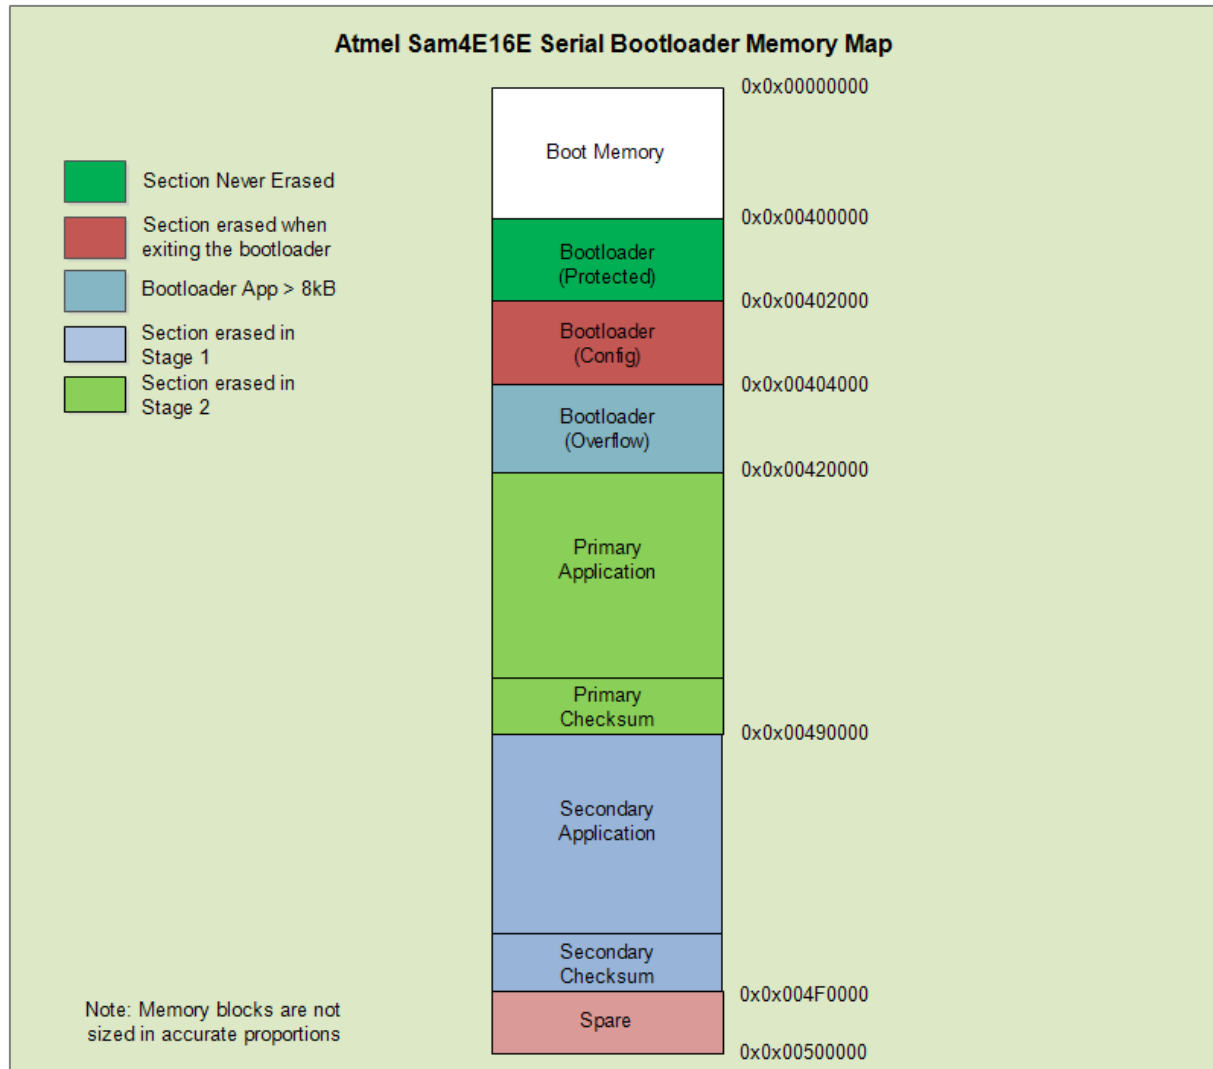 Atmel Sam4E16E Serial Bootloader Memory Map
Section Never Erased
Section erased when
exiting the bootloader
Bootloader App > 8kB
Section erased in
Stage 1
Section erased in
Stage 2
0x0x00000000
Boot Memory
0x0x00400000
Bootloader
(Protected)
0x0x00402000
Bootloader
(Config)
0x0x00404000
Bootloader
(Overflow)
0x0x00420000
Primary
Application
Primary
Checksum
0x0x00490000
Secondary
Application
Secondary
Checksum
0x0x004F0000
Spare
0x0x00500000
Note: Memory blocks are not
sized in accurate proportions